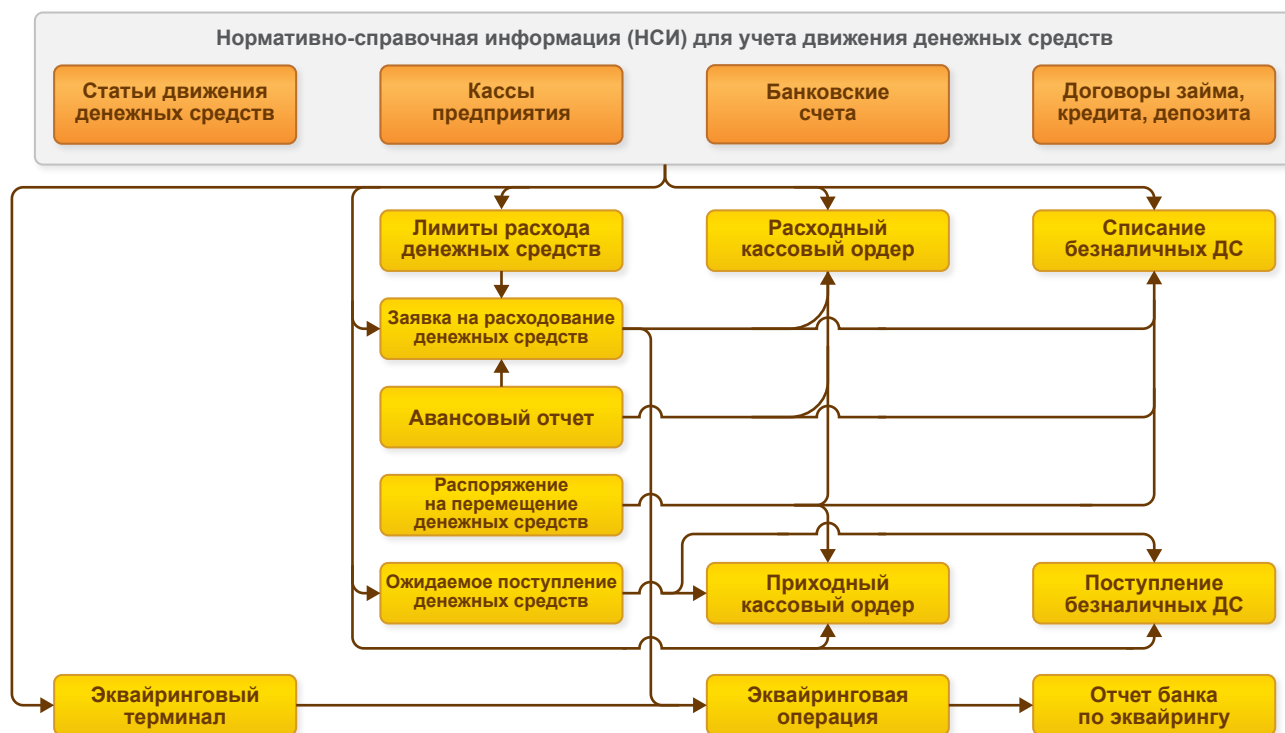 Нормативно-справочная информация (НСИ) для учета движения денежных средств
Статьи движения
денежных средств
Кассы
предприятия
Банковские
счета
Договоры займа,
кредита, депозита
Лимиты расхода
денежных средств
Расходный
кассовый ордер
Списание
безналичных ДС
Заявка на расходование
денежных средств
Авансовый отчет
Распоряжение
на перемещение
денежных средств
Ожидаемое поступление
денежных средств
Приходный
кассовый ордер
Поступление
безналичных ДС
Эквайринговый
терминал
Эквайринговая
операция
Отчет банка
по эквайрингу